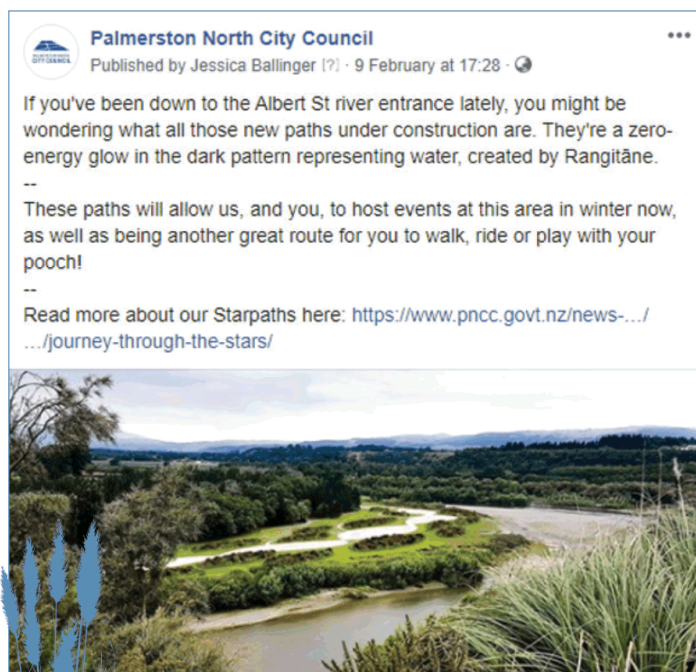 Palmerston North City Council
Published by Jessica Ballinger [?] · 9 February at 17:28 ·
If you've been down to the Albert St river entrance lately, you might be
wondering what all those new paths under construction are. They're a zero-
energy glow in the dark pattern representing water, created by Rangitāne.
--
These paths will allow us, and you, to host events at this area in winter now,
as well as being another great route for you to walk, ride or play with your
pooch!
--
Read more about our Starpaths here: https://www.pncc.govt.nz/news-…/
…/journey-through-the-stars/
CITY COUNCIL